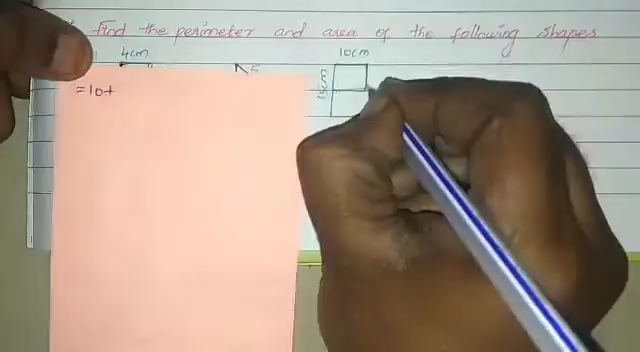 find the perimeter and area of the following shapes
4cm
10cm
15cm
=10+